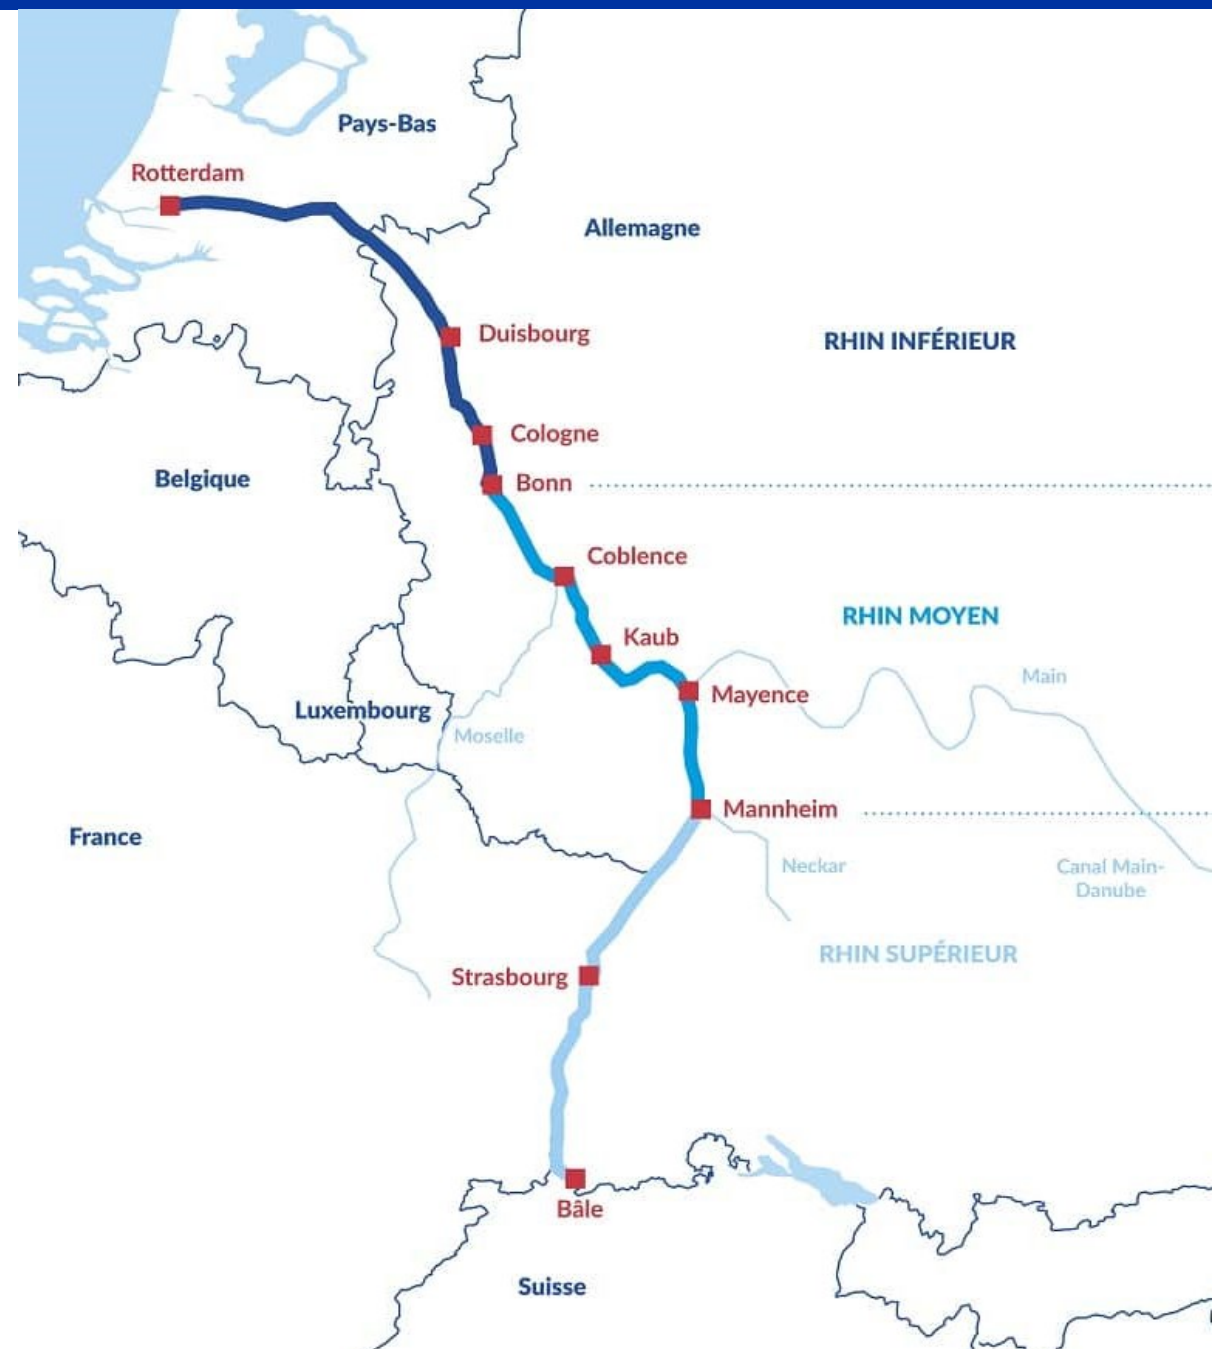 Pays-Bas
Rotterdam
Allemagne
Duisbourg
RHIN INFÉRIEUR
Cologne
Belgique
Bonn
Coblence
RHIN MOYEN
Kaub
Main
Mayence
Luxembourg
Moselle
Mannheim
France
Neckar
Canal Main-
Danube
RHIN SUPÉRIEUR
Strasbourg
Bâle
Suisse